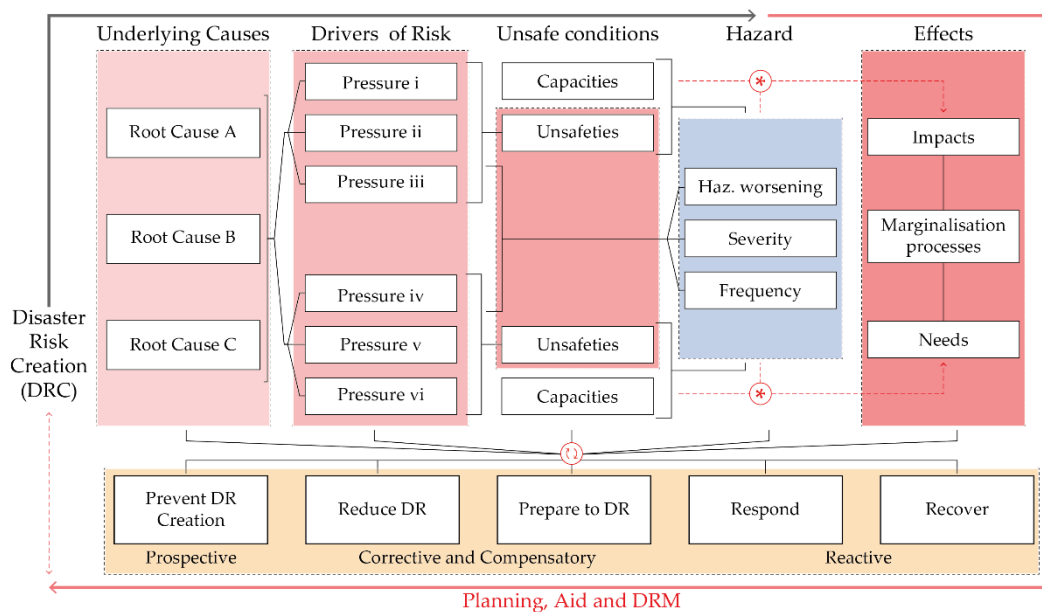 Underlying Causes
Drivers of Risk
Unsafe conditions
Hazard
Effects
Root Cause A
Root Cause B
Root Cause C
Pressure i
Pressure ii
Pressure iii
Pressure iv
Pressure v
Pressure vi
Capacities
Unsafeties
Unsafeties
Capacities
*
*
Haz. worsening
Severity
Frequency
Impacts
Marginalisation
processes
Needs
Disaster
Risk
Creation
(DRC)
Prevent DR
Creation
Reduce DR
Prepare to DR
Respond
Recover
Prospective
Corrective and Compensatory
Reactive
Planning, Aid and DRM